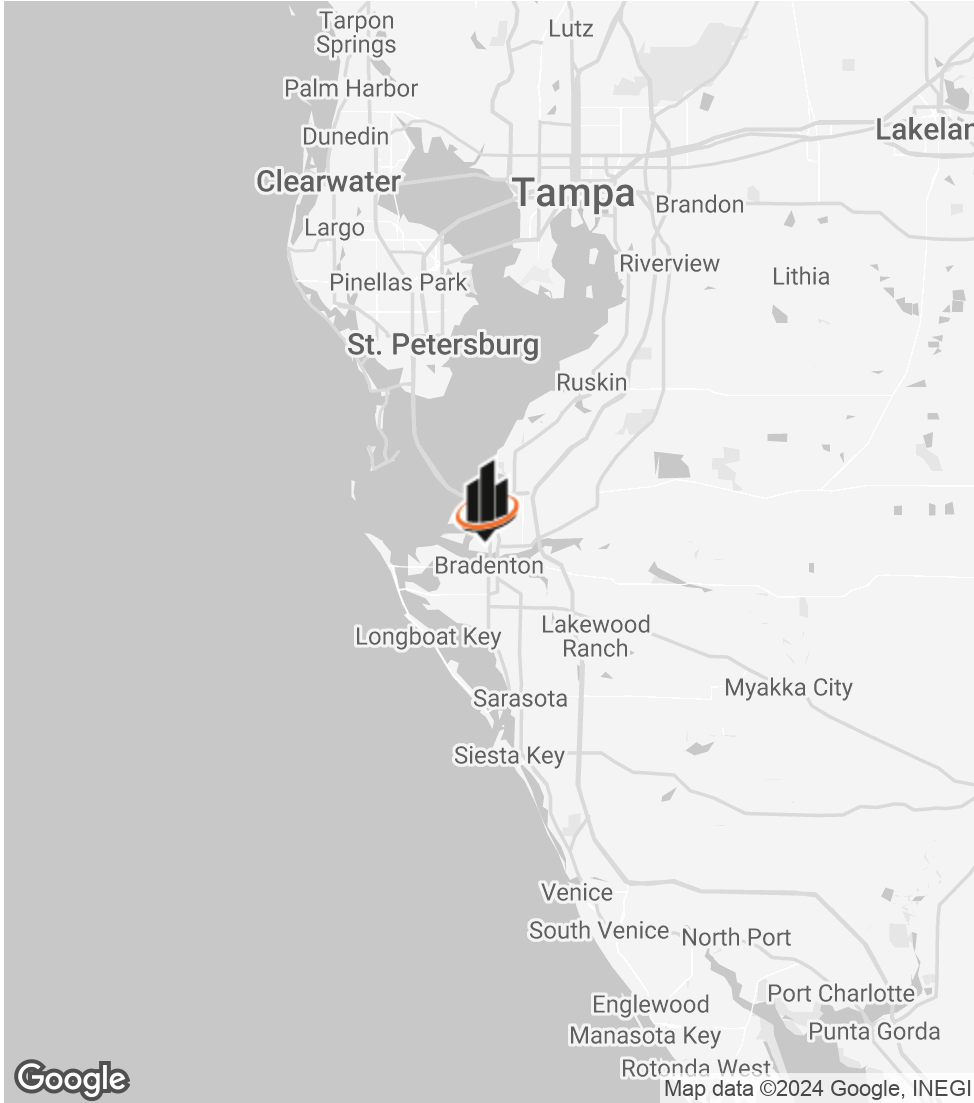 Tarpon
Springs
Lutz
Palm Harbor
Dunedin
Lakelan
Clearwater
Tampa
Brandon
Largo
Riverview
Lithia
Pinellas Park
St. Petersburg
Ruskin
Bradenton
Longboat Key
Lakewood
Ranch
Myakka City
Sarasota
Siesta Key
Venice
South Venice
North Port
Port Charlotte
Englewood
Punta Gorda
Manasota Key
Rotonda West
Google
Map data ©2024 Google, INEGI